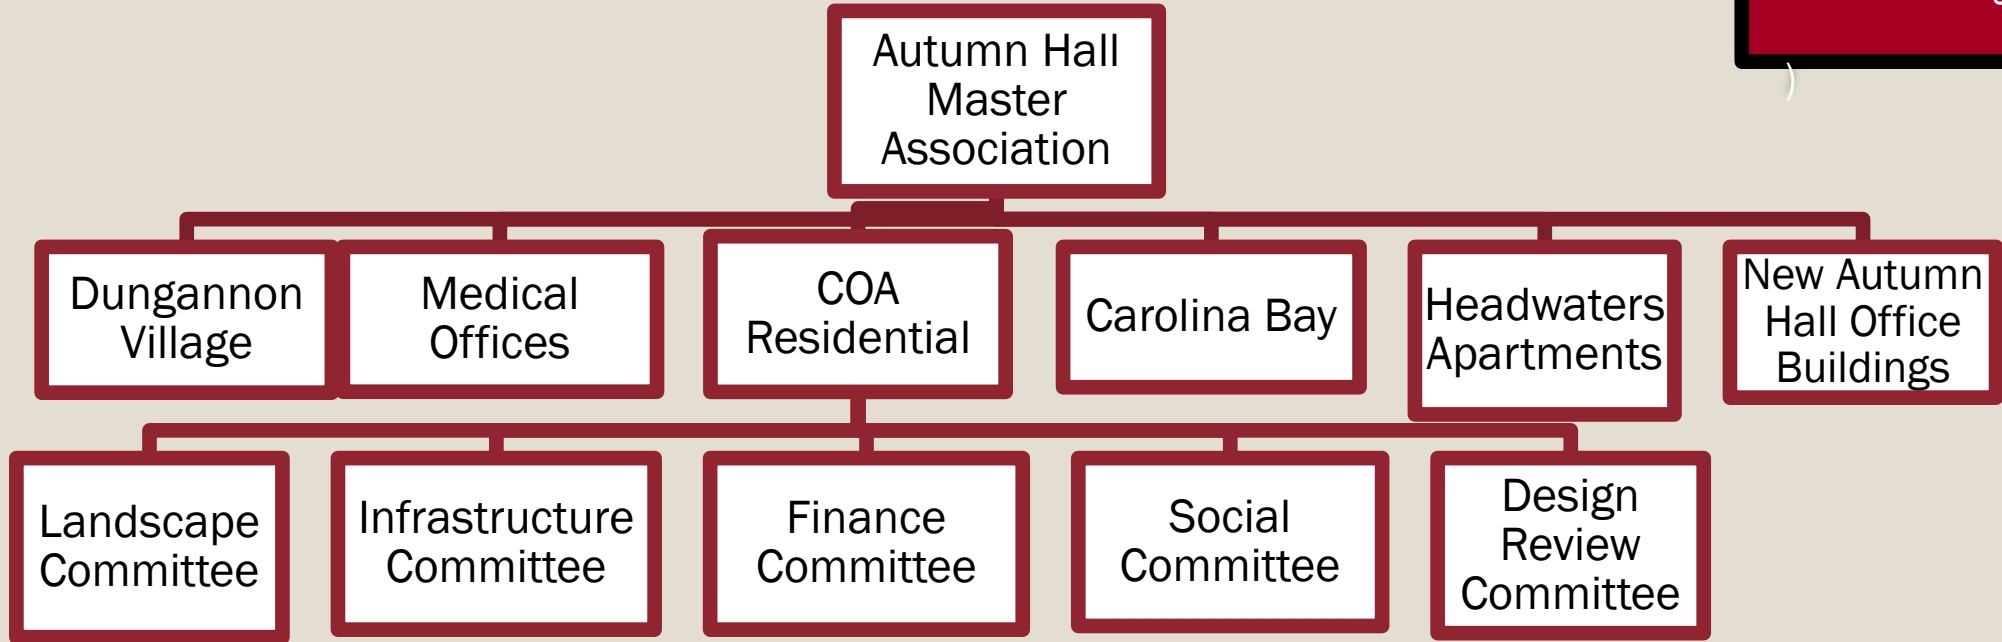 Autumn Hall
Master
Association
Dungannon
Village
Medical
Offices
COA
Residential
Carolina Bay
Headwaters
Apartments
New Autumn
Hall Office
Buildings
Landscape
Committee
Infrastructure
Committee
Finance
Committee
Social
Committee
Design
Review
Committee
)